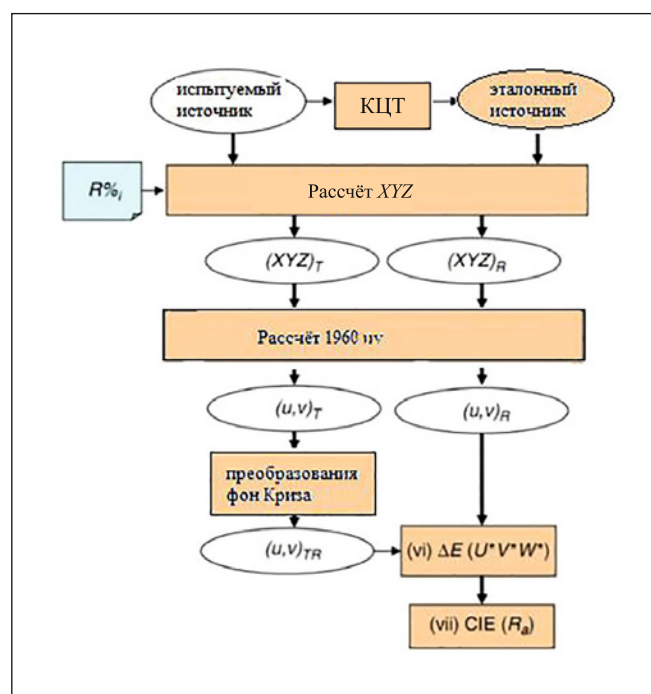 испытуемый
источник
КЦТ
эталонный
источник
R%i
Рассчёт XYZ
(XYZ)T
(XYZ)R
Рассчёт 1960 uv
(u,v)T
(u,v)R
преобразования
фон Криза
(u,v)TR
(vi) ΔE (U*V*W*)
(vii) CIE (Ra)